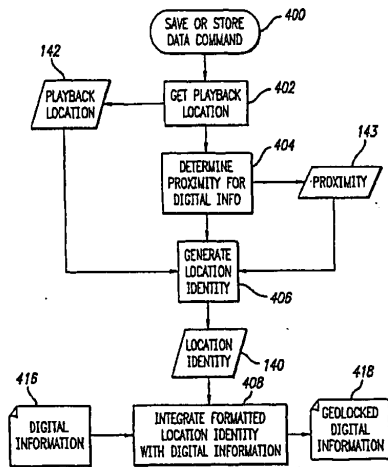 SAVE OR STORE
DATA COMMAND
400
142
PLAYBACK
LOCATION
GET PLAYBACK
LOCATION
402
404
DETERMINE
PROXIMITY FOR
DIGITAL INFO
143
PROXIMITY
GENERATE
LOCATION
IDENTITY
406
LOCATION
IDENTITY
140
416
DIGITAL
INFORMATION
408
INTEGRATE FORMATTED
LOCATION IDENTITY
WITH DIGITAL INFORMATION
418
GEOLOCKED
DIGITAL
INFORMATION